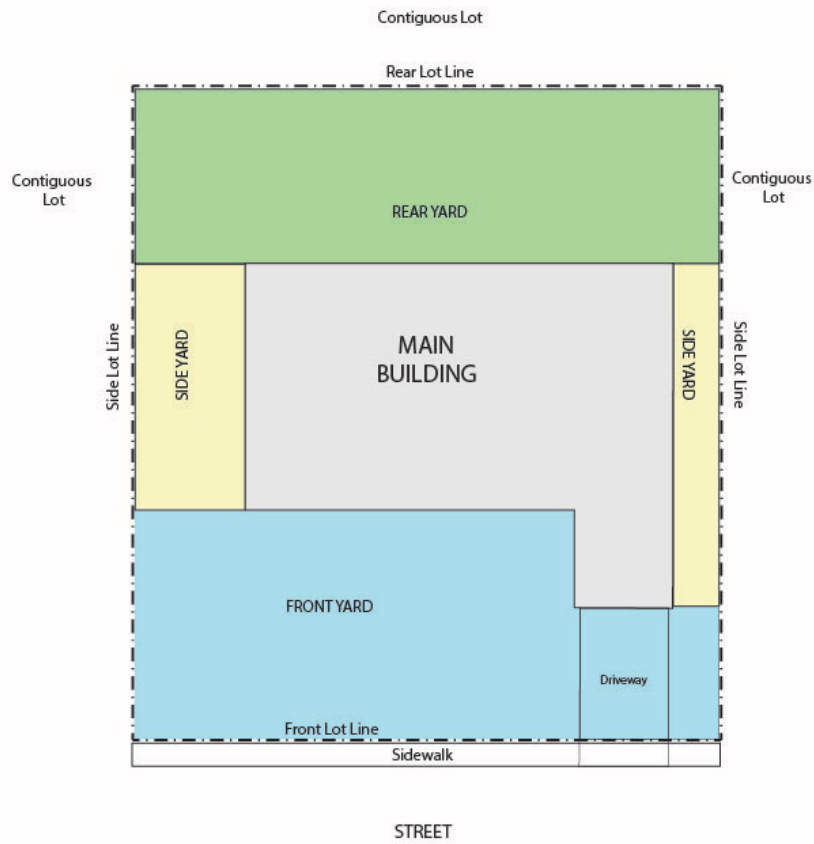 Contiguous Lot
Rear Lot Line
Contiguous
Lot
Contiguous
Lot
REAR YARD
Side Lot Line
SIDE YARD
MAIN
BUILDING
SIDE YARD
Side Lot Line
FRONT YARD
Driveway
Front Lot Line
Sidewalk
STREET